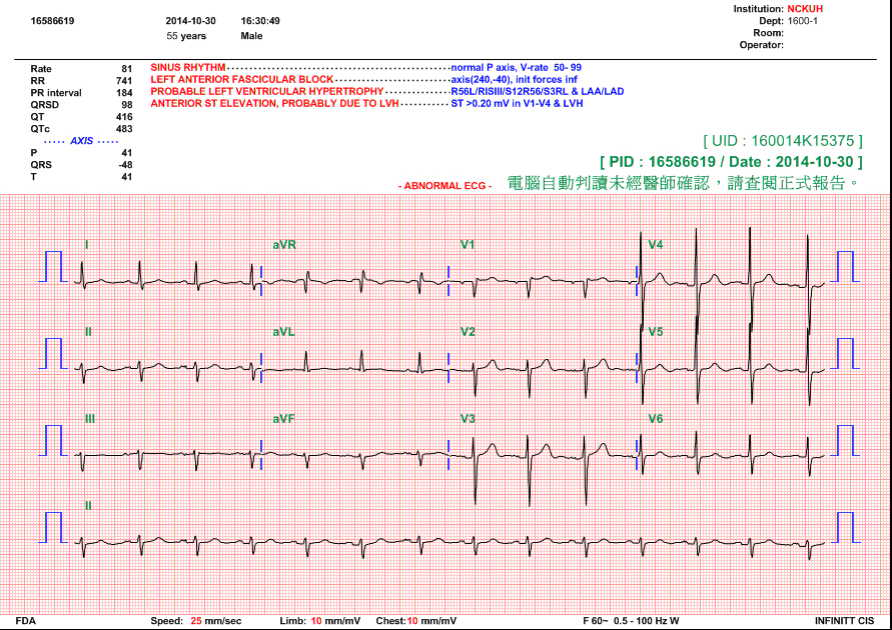 Institution: NCKUH
16586619 2014-10-30 16:30:49 Dept: 1600-1
55 years Male Room:
Operator:
Rate 81 SINUS RHYTHM normal P axis, V-rate 50- 99
RR 741 LEFT ANTERIOR FASCICULAR BLOCK axis(240,-40), init forces inf
PR interval 184 PROBABLE LEFT VENTRICULAR HYPERTROPHY R56L/RISIII/S12R56/S3RL & LAA/LAD
QRSD 98 ANTERIOR ST ELEVATION, PROBABLY DUE TO LVH ST >0.20 mV in V1-V4 & LVH
QT 416
QTc 483
----- AXIS -----
P 41
QRS -48
T 41
[ UID : 160014K15375 ]
[ PID : 16586619 / Date : 2014-10-30 ]
- ABNORMAL ECG - 電腦自動判讀未經醫師確認，請查閱正式報告。
I aVR V1 V4
II aVL V2 V5
III aVF V3 V6
II
FDA Speed: 25 mm/sec Limb: 10 mm/mV Chest:10 mm/mV F 60~ 0.5 - 100 Hz W INFINITT CIS